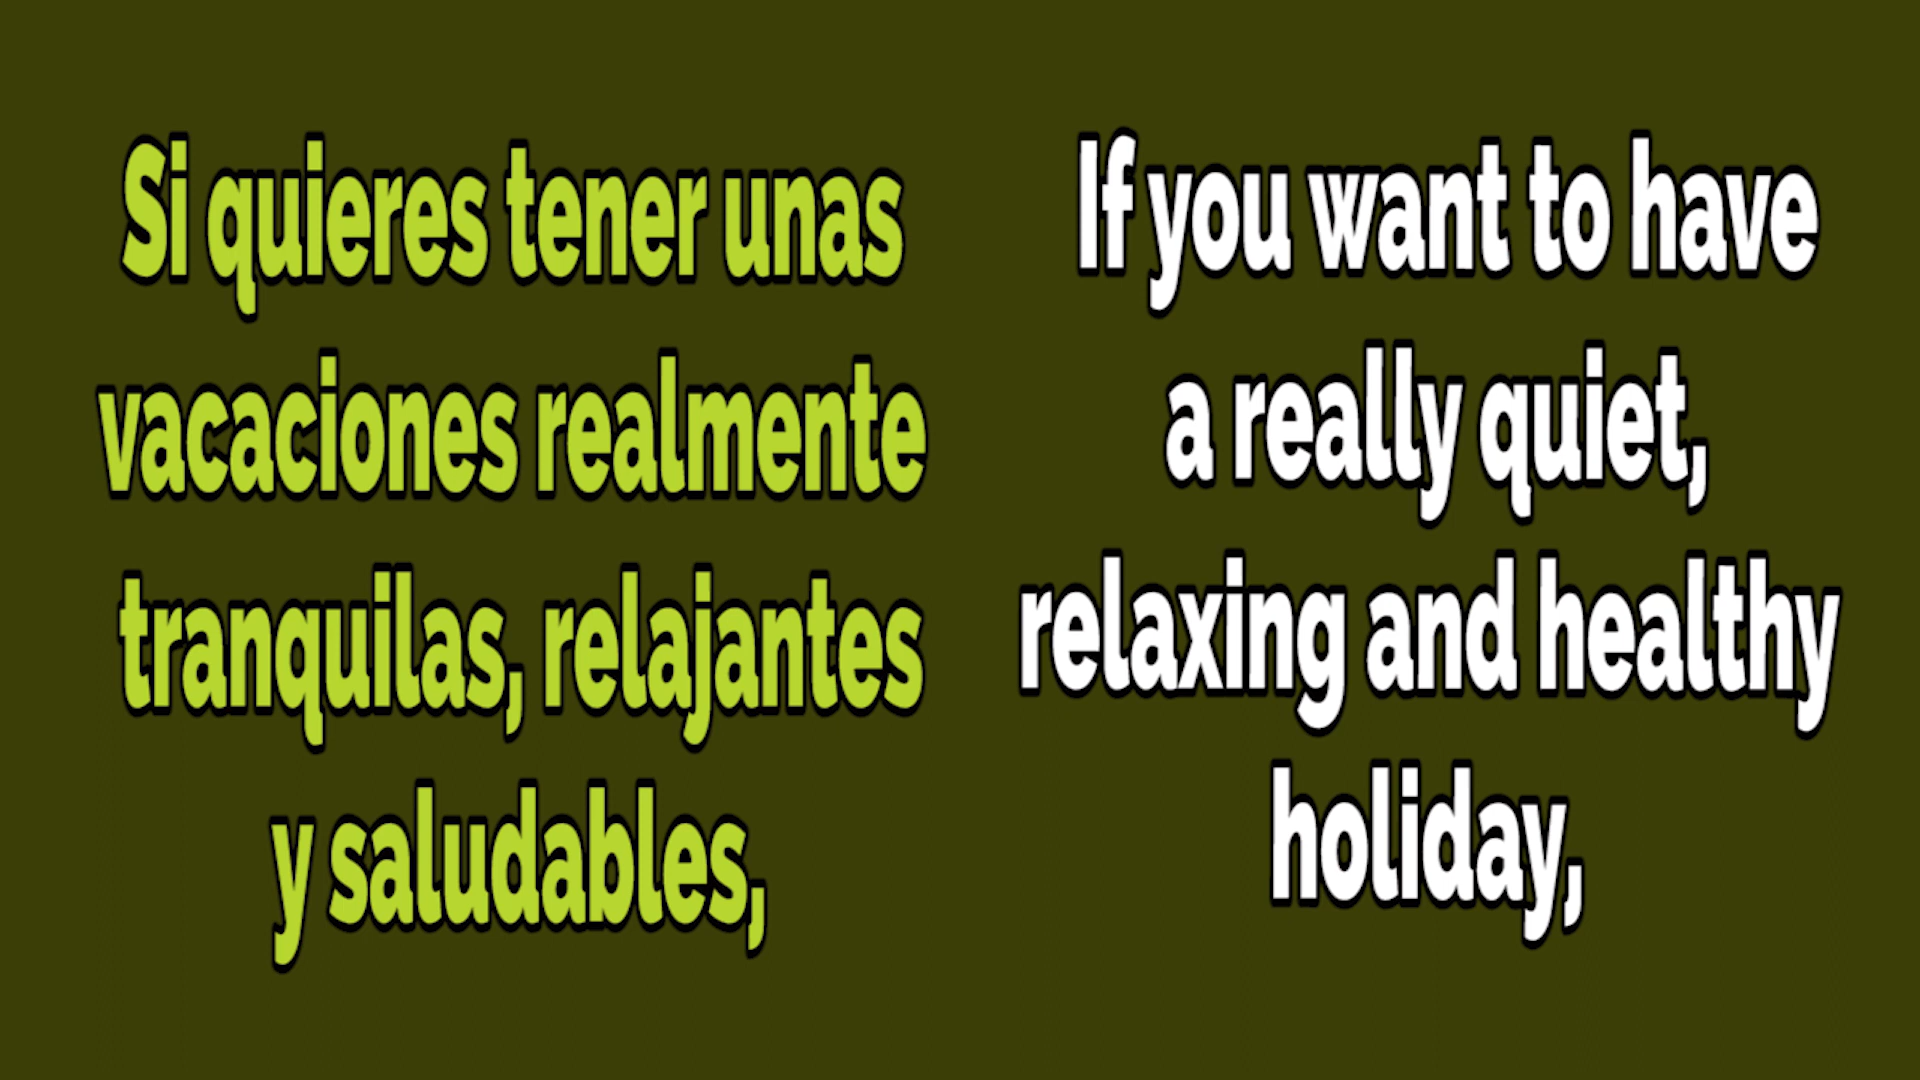 Si quieres tener unas
vacaciones realmente
tranquilas, relajantes
y saludables,
If you want to have
a really quiet,
relaxing and healthy
holiday,